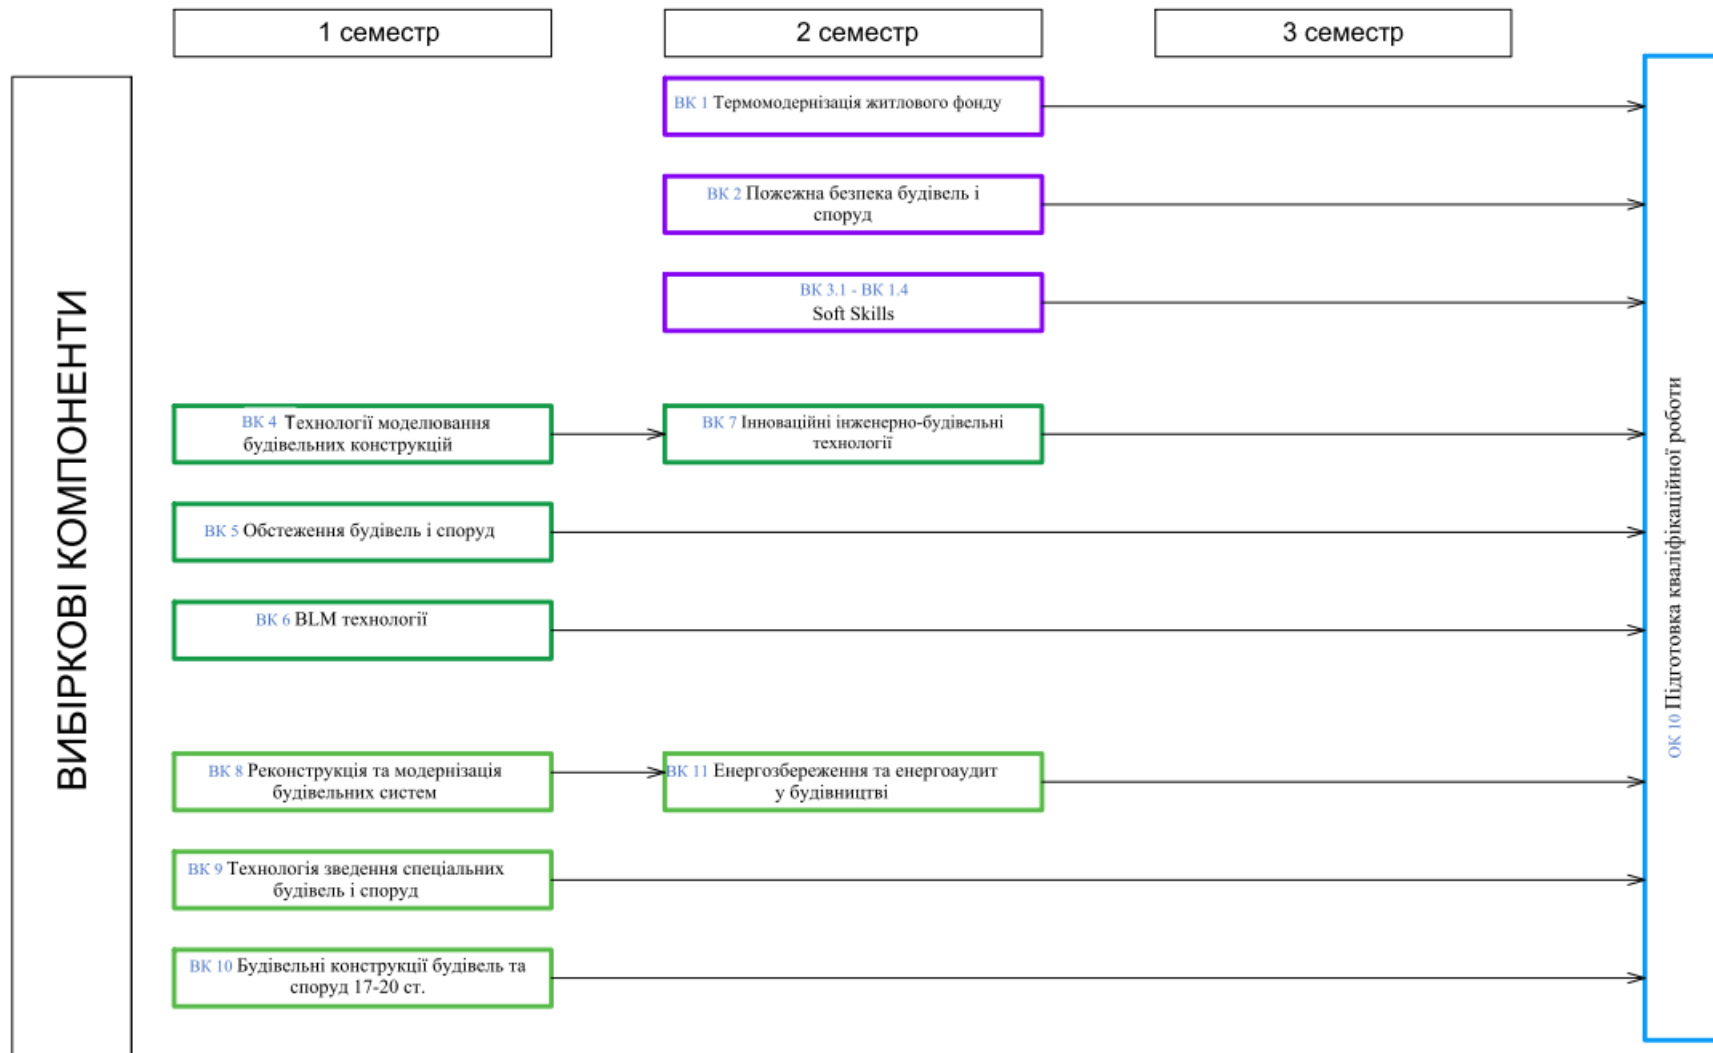 1 семестр
2 семестр
3 семестр
ВИБІРКОВІ КОМПОНЕНТИ
ВК 1 Термомодернізація житлового фонду
ВК 2 Пожежна безпека будівель і
споруд
ВК 3.1 - ВК 1.4
Soft Skills
ВК 4 Технології моделювання
будівельних конструкцій
ВК 7 Інноваційні інженерно-будівельні
технології
ВК 5 Обстеження будівель і споруд
ВК 6 BLM технології
ВК 8 Реконструкція та модернізація
будівельних систем
ВК 11 Енергозбереження та енергоаудит
у будівництві
ВК 9 Технологія зведення спеціальних
будівель і споруд
ВК 10 Будівельні конструкції будівель та
споруд 17-20 ст.
ОК 10 Підготовка кваліфікаційної роботи